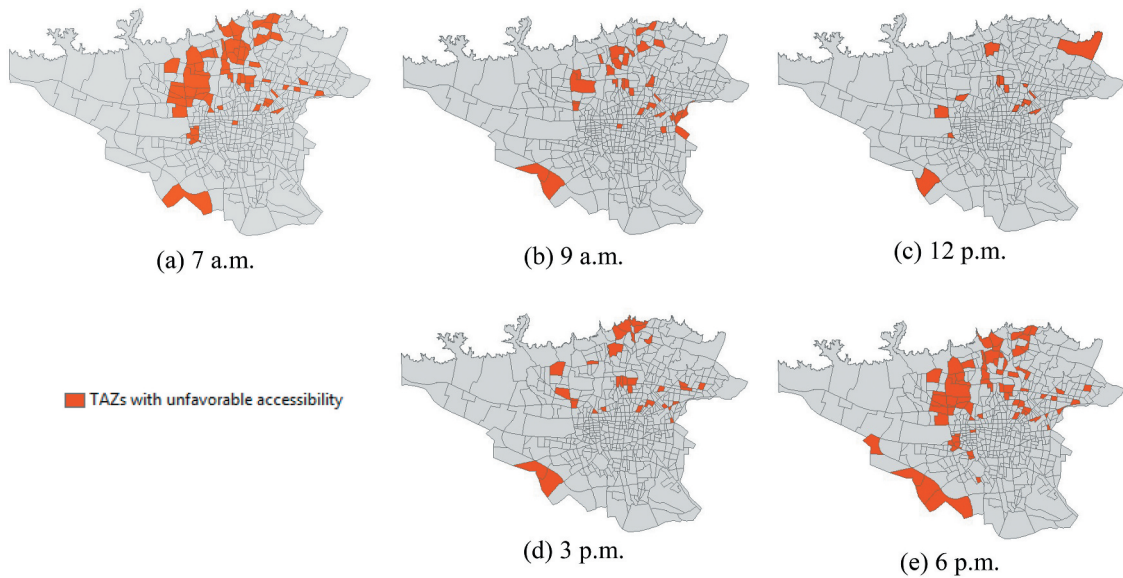 (a) 7 a.m.
(b) 9 a.m.
(c) 12 p.m.
TAZs with unfavorable accessibility
(d) 3 p.m.
(e) 6 p.m.